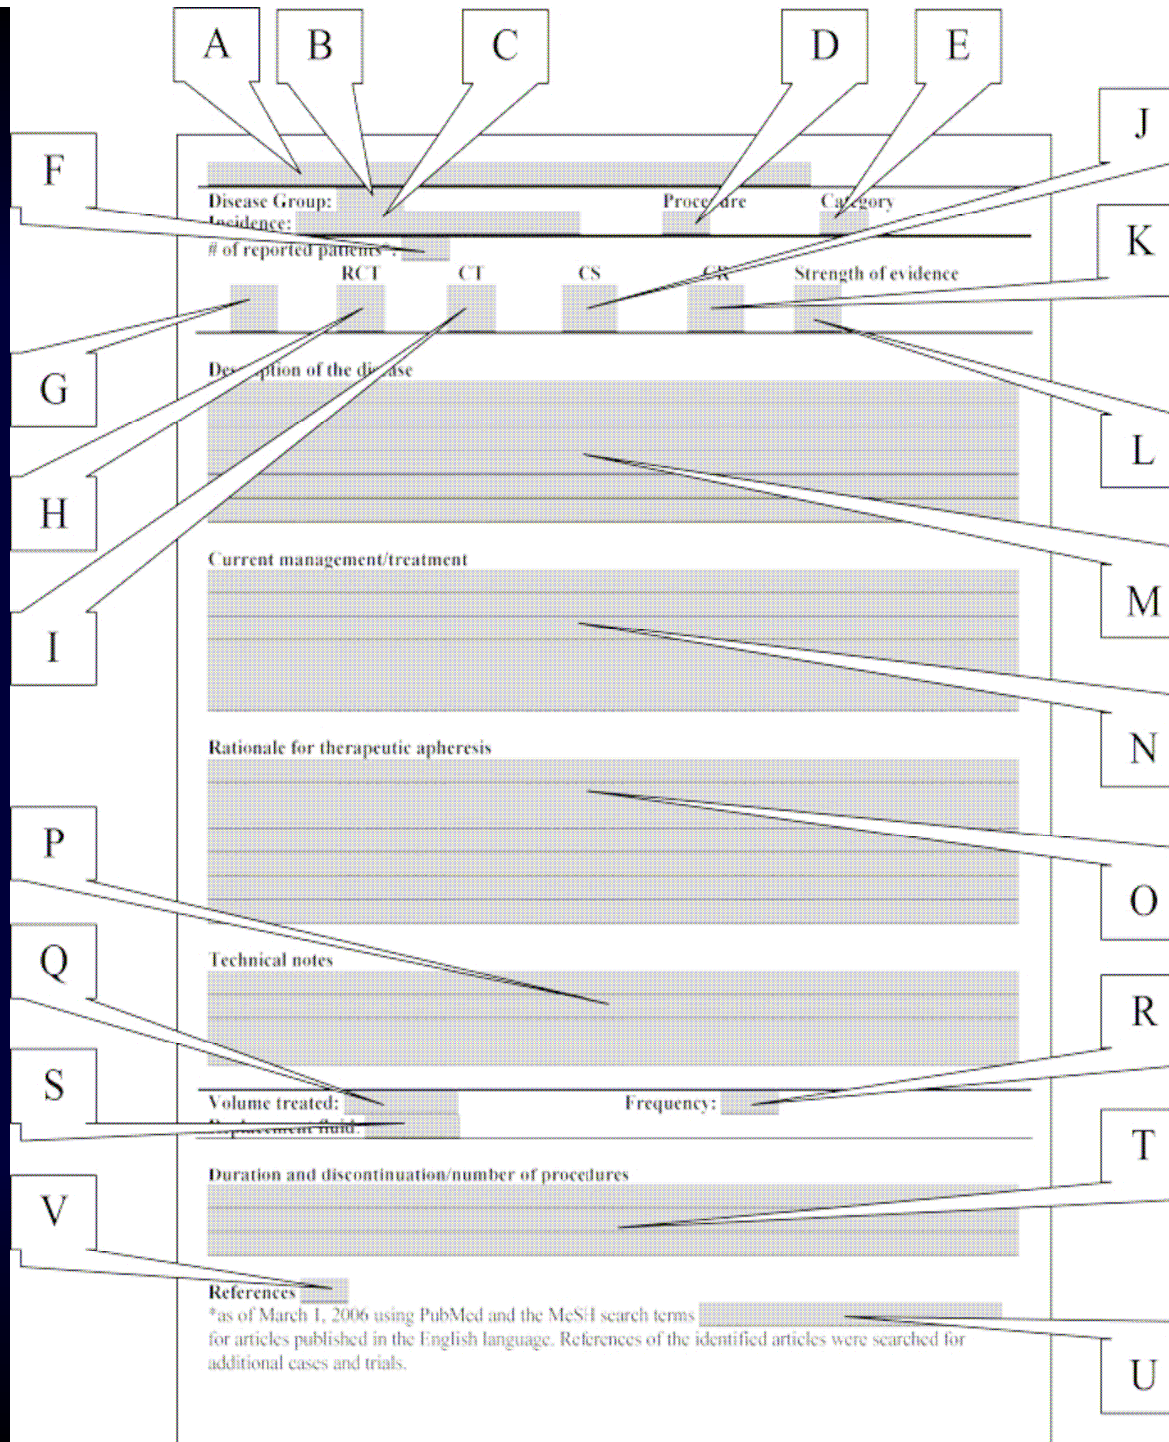 A B C D E
J
F
Disease Group: Procedure Category
Incidence:
K
# of reported patients*:
RCT CT CS CR Strength of evidence
G
Description of the disease
L
H
Current management/treatment
M
I
N
Rationale for therapeutic apheresis
P
O
Q
Technical notes
R
S
Volume treated: Frequency:
Replacement fluid:
T
Duration and discontinuation/number of procedures
V
References
*as of March 1, 2006 using PubMed and the MeSH search terms
for articles published in the English language. References of the identified articles were searched for
additional cases and trials.
U